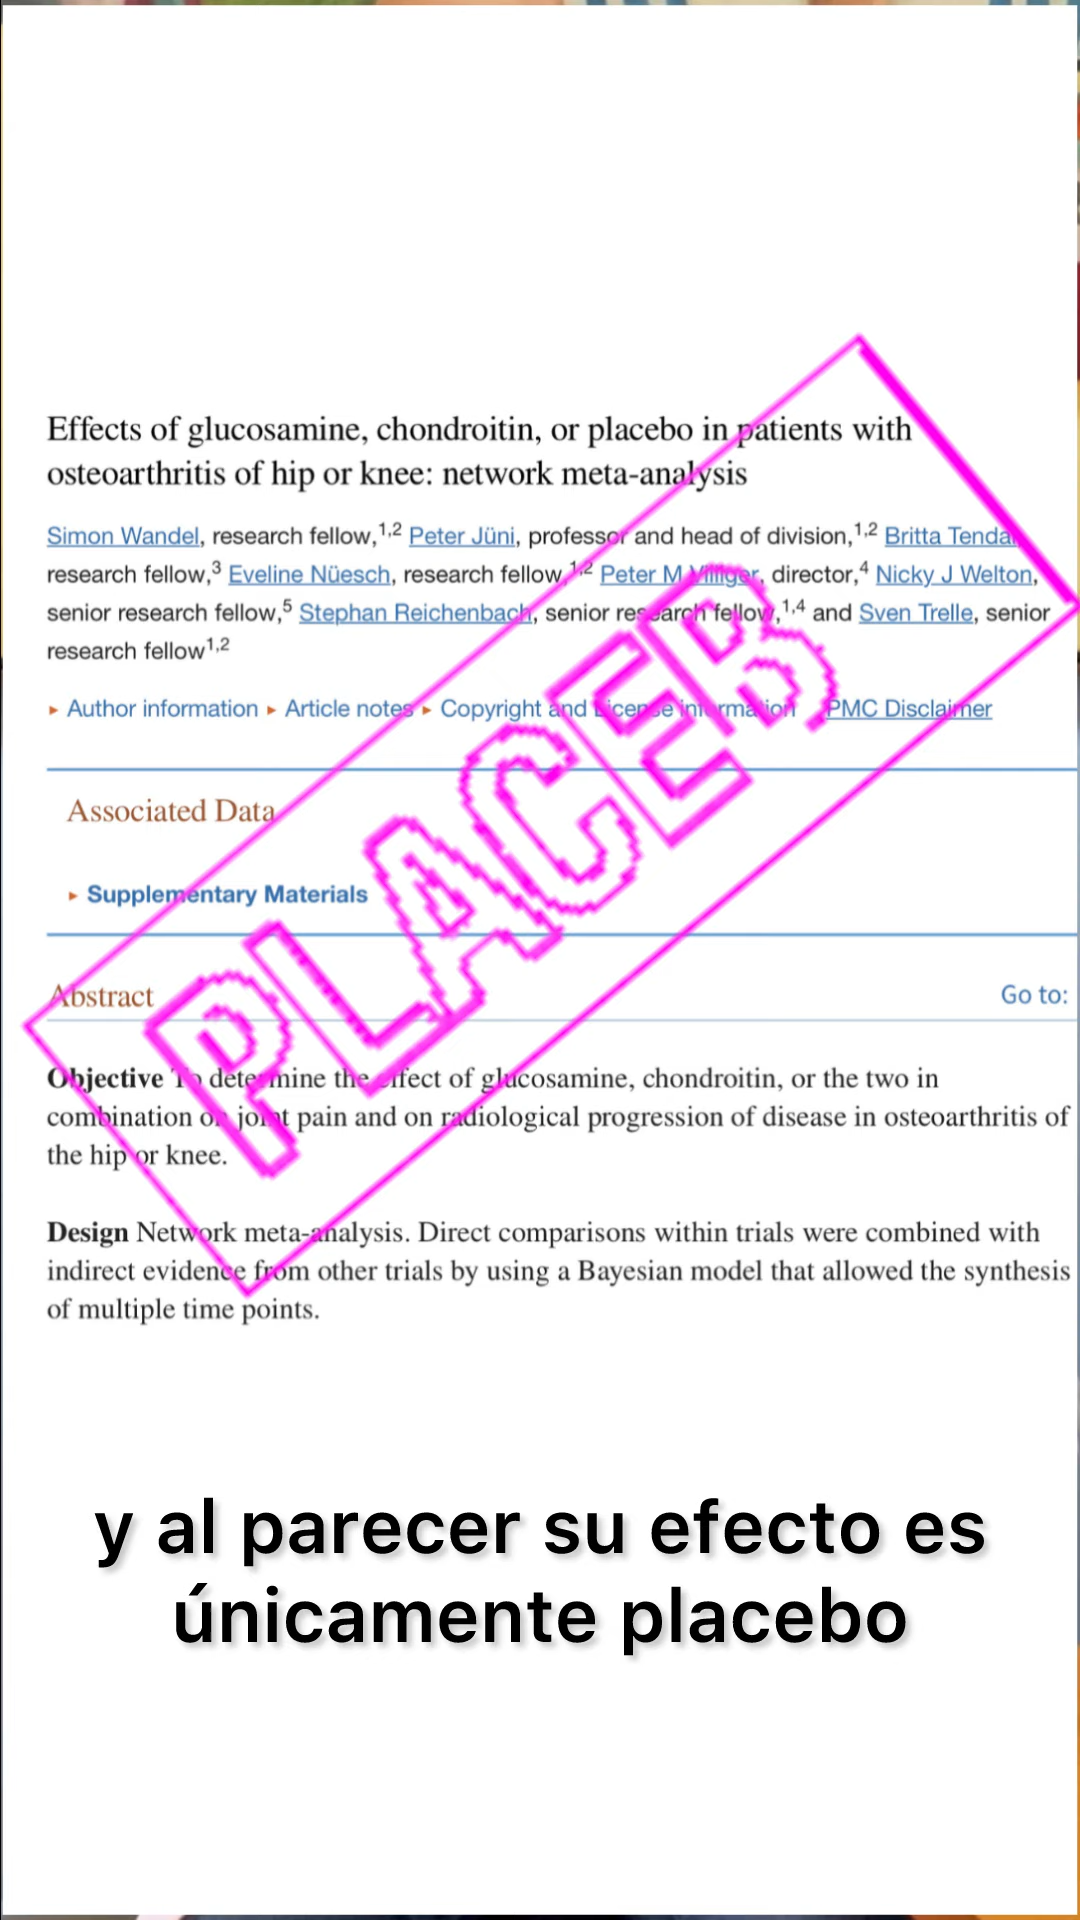 Effects of glucosamine, chondroitin, or placebo in patients with
osteoarthritis of hip or knee: network meta-analysis
Simon Wandel, research fellow,1,2 Peter Jüni, professor and head of division,1,2 Britta Tendal,
research fellow,3 Eveline Nüesch, research fellow,1,2 Peter M Villiger, director,4 Nicky J Welton,
senior research fellow,5 Stephan Reichenbach, senior research fellow,1,4 and Sven Trelle, senior
research fellow1,2
▸ Author information ▸ Article notes ▸ Copyright and License information PMC Disclaimer
Associated Data
▸ Supplementary Materials
Abstract Go to:
Objective To determine the effect of glucosamine, chondroitin, or the two in
combination on joint pain and on radiological progression of disease in osteoarthritis of
the hip or knee.
Design Network meta-analysis. Direct comparisons within trials were combined with
indirect evidence from other trials by using a Bayesian model that allowed the synthesis
of multiple time points.
y al parecer su efecto es
únicamente placebo